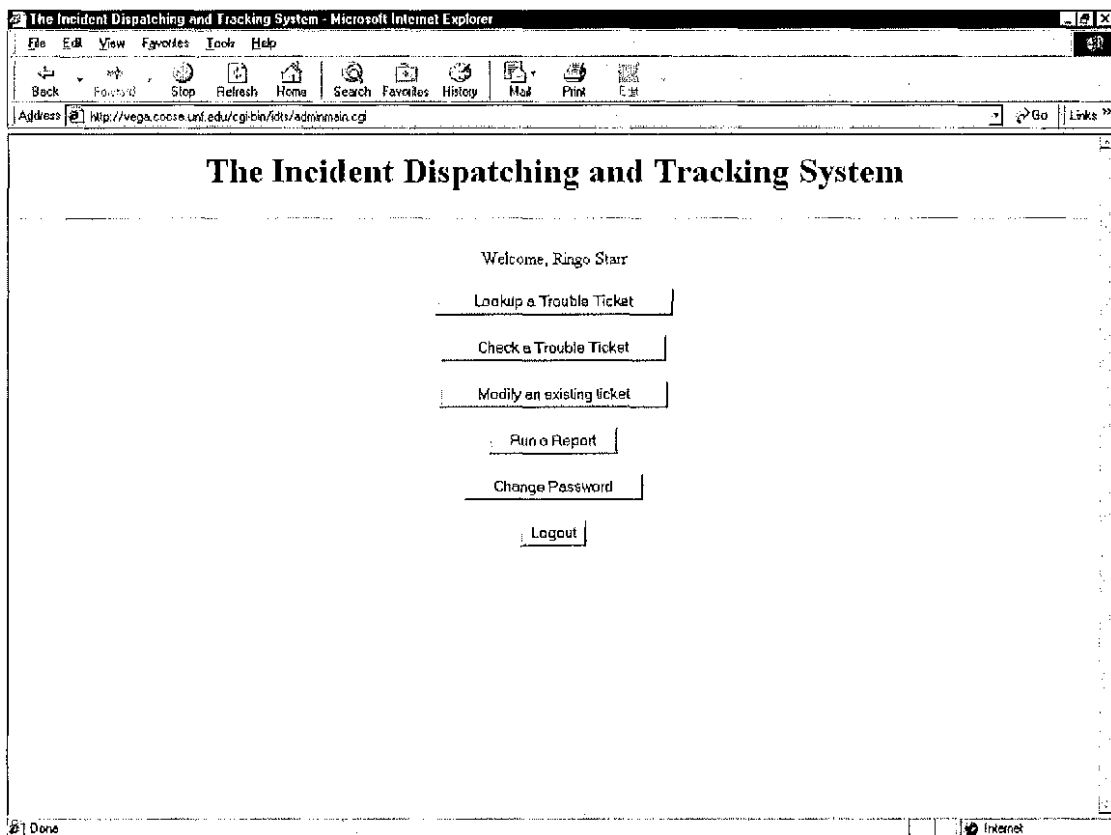 The Incident Dispatching and Tracking System - Microsoft Internet Explorer
File Edit View Favorites Tools Help
Back Forward Stop Refresh Home Search Favorites History Mail Print Edit
Address http://vega.cocse.unf.edu/cgi-bin/idts/adminmain.cgi Go Links »
The Incident Dispatching and Tracking System
Welcome, Ringo Starr
Lookup a Trouble Ticket
Check a Trouble Ticket
Modify an existing ticket
Run a Report
Change Password
Logout
Done Internet